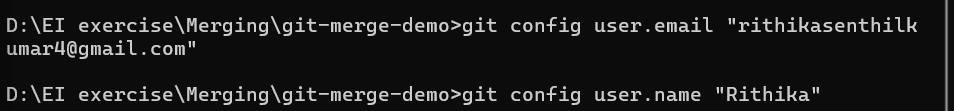 D:\EI exercise\Merging\git-merge-demo>git config user.email "rithikasenthilk
umar4@gmail.com"
D:\EI exercise\Merging\git-merge-demo>git config user.name "Rithika"